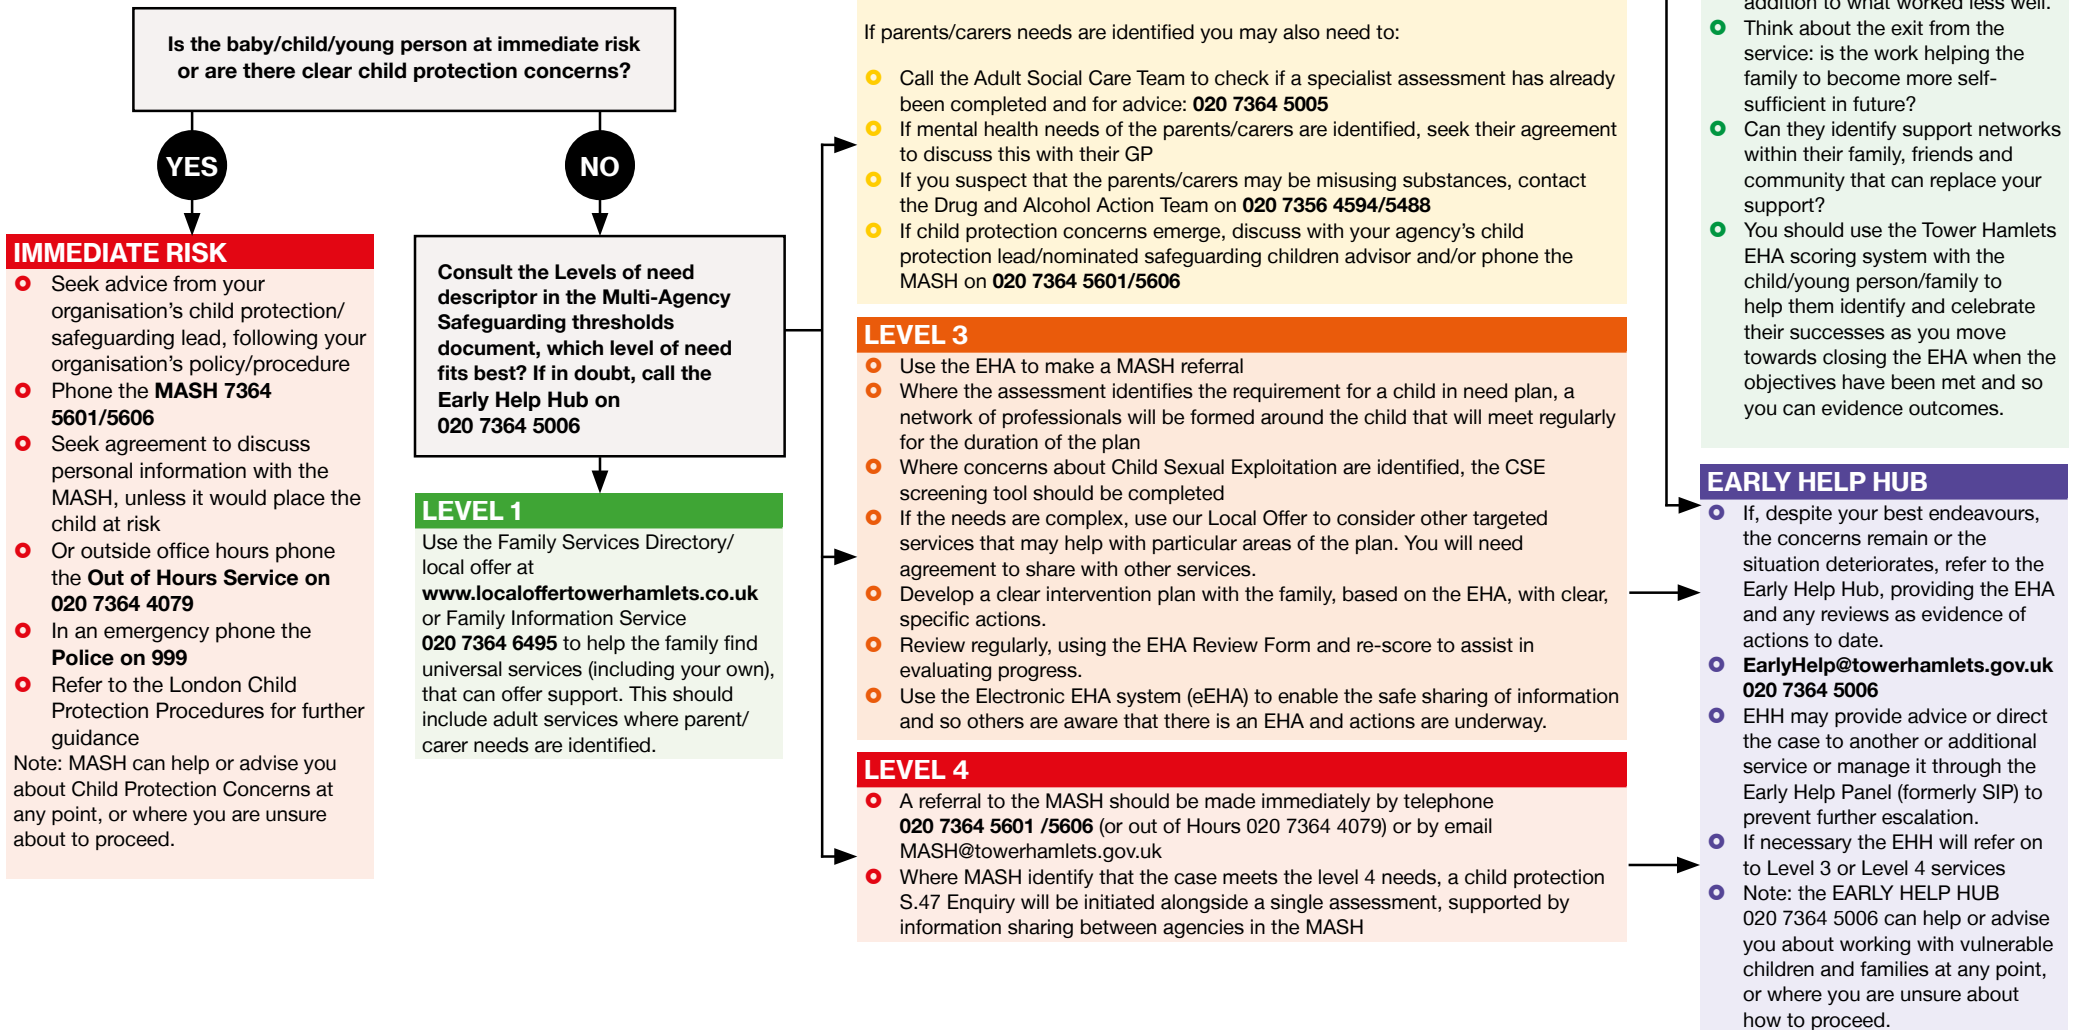 Is the baby/child/young person at immediate risk
or are there clear child protection concerns?
YES
NO
IMMEDIATE RISK
Seek advice from your
organisation’s child protection/
safeguarding lead, following your
organisation’s policy/procedure
Phone the MASH 7364
5601/5606
Seek agreement to discuss
personal information with the
MASH, unless it would place the
child at risk
Or outside office hours phone
the Out of Hours Service on
020 7364 4079
In an emergency phone the
Police on 999
Refer to the London Child
Protection Procedures for further
guidance
Note: MASH can help or advise you
about Child Protection Concerns at
any point, or where you are unsure
about to proceed.
Consult the Levels of need
descriptor in the Multi-Agency
Safeguarding thresholds
document, which level of need
fits best? If in doubt, call the
Early Help Hub on
020 7364 5006
LEVEL 1
Use the Family Services Directory/
local offer at
www.localoffertowerhamlets.co.uk
or Family Information Service
020 7364 6495 to help the family find
universal services (including your own),
that can offer support. This should
include adult services where parent/
carer needs are identified.
If parents/carers needs are identified you may also need to:
Call the Adult Social Care Team to check if a specialist assessment has already
been completed and for advice: 020 7364 5005
If mental health needs of the parents/carers are identified, seek their agreement
to discuss this with their GP
If you suspect that the parents/carers may be misusing substances, contact
the Drug and Alcohol Action Team on 020 7356 4594/5488
If child protection concerns emerge, discuss with your agency’s child
protection lead/nominated safeguarding children advisor and/or phone the
MASH on 020 7364 5601/5606
LEVEL 3
Use the EHA to make a MASH referral
Where the assessment identifies the requirement for a child in need plan, a
network of professionals will be formed around the child that will meet regularly
for the duration of the plan
Where concerns about Child Sexual Exploitation are identified, the CSE
screening tool should be completed
If the needs are complex, use our Local Offer to consider other targeted
services that may help with particular areas of the plan. You will need
agreement to share with other services.
Develop a clear intervention plan with the family, based on the EHA, with clear,
specific actions.
Review regularly, using the EHA Review Form and re-score to assist in
evaluating progress.
Use the Electronic EHA system (eEHA) to enable the safe sharing of information
and so others are aware that there is an EHA and actions are underway.
LEVEL 4
A referral to the MASH should be made immediately by telephone
020 7364 5601 /5606 (or out of Hours 020 7364 4079) or by email
MASH@towerhamlets.gov.uk
Where MASH identify that the case meets the level 4 needs, a child protection
S.47 Enquiry will be initiated alongside a single assessment, supported by
information sharing between agencies in the MASH
addition to what worked less well.
Think about the exit from the
service: is the work helping the
family to become more self-
sufficient in future?
Can they identify support networks
within their family, friends and
community that can replace your
support?
You should use the Tower Hamlets
EHA scoring system with the
child/young person/family to
help them identify and celebrate
their successes as you move
towards closing the EHA when the
objectives have been met and so
you can evidence outcomes.
EARLY HELP HUB
If, despite your best endeavours,
the concerns remain or the
situation deteriorates, refer to the
Early Help Hub, providing the EHA
and any reviews as evidence of
actions to date.
EarlyHelp@towerhamlets.gov.uk
020 7364 5006
EHH may provide advice or direct
the case to another or additional
service or manage it through the
Early Help Panel (formerly SIP) to
prevent further escalation.
If necessary the EHH will refer on
to Level 3 or Level 4 services
Note: the EARLY HELP HUB
020 7364 5006 can help or advise
you about working with vulnerable
children and families at any point,
or where you are unsure about
how to proceed.